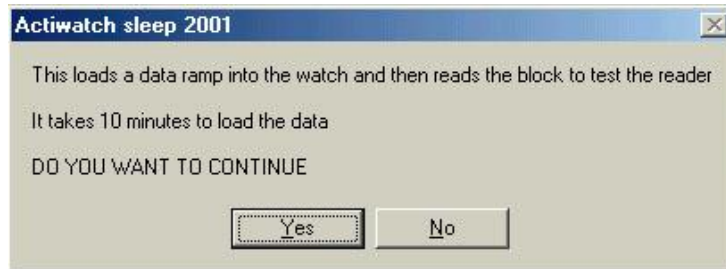 Actiwatch sleep 2001
This loads a data ramp into the watch and then reads the block to test the reader
It takes 10 minutes to load the data
DO YOU WANT TO CONTINUE
Yes No